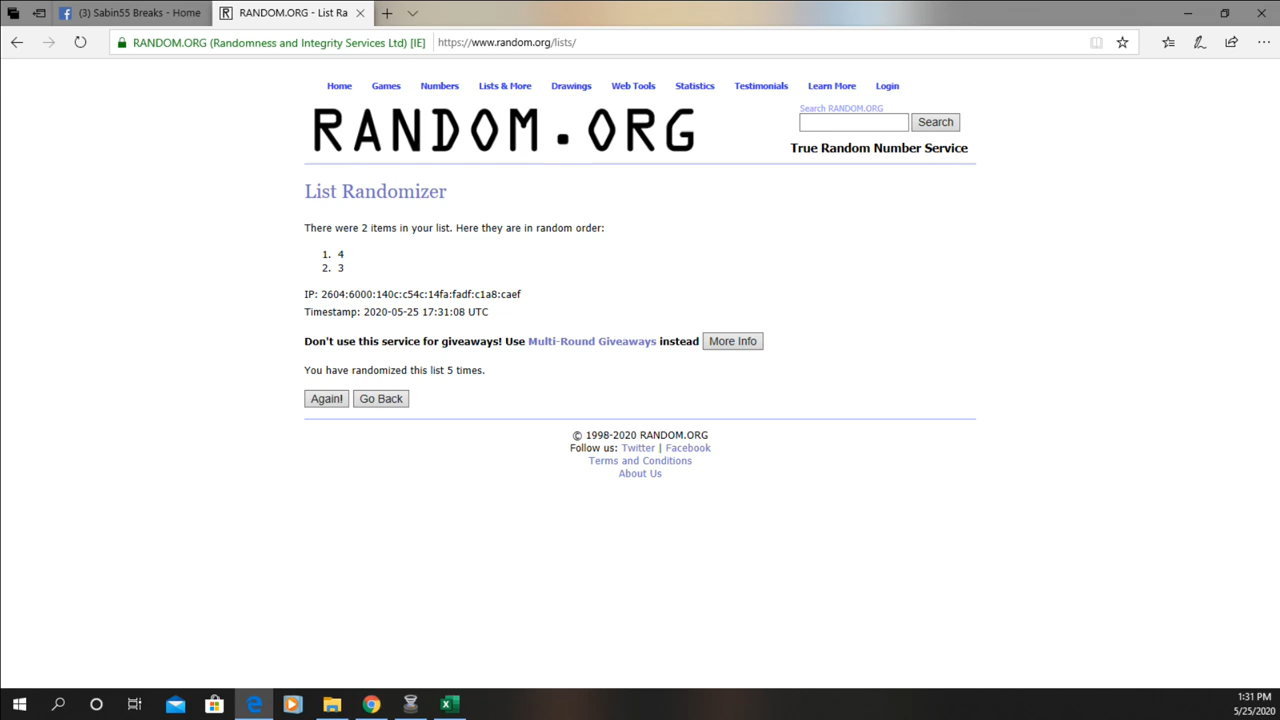 (3) Sabin55 Breaks - Home
RANDOM.ORG - List Ra
RANDOM.ORG (Randomness and Integrity Services Ltd) [IE]
https://www.random.org/lists/
Home Games Numbers Lists & More Drawings Web Tools Statistics Testimonials Learn More Login
RANDOM.ORG
Search RANDOM.ORG
Search
True Random Number Service
List Randomizer
There were 2 items in your list. Here they are in random order:
1. 4
2. 3
IP: 2604:6000:140c:c54c:14fa:fadf:c1a8:caef
Timestamp: 2020-05-25 17:31:08 UTC
Don't use this service for giveaways! Use Multi-Round Giveaways instead More Info
You have randomized this list 5 times.
Again! Go Back
© 1998-2020 RANDOM.ORG
Follow us: Twitter | Facebook
Terms and Conditions
About Us
1:31 PM
5/25/2020